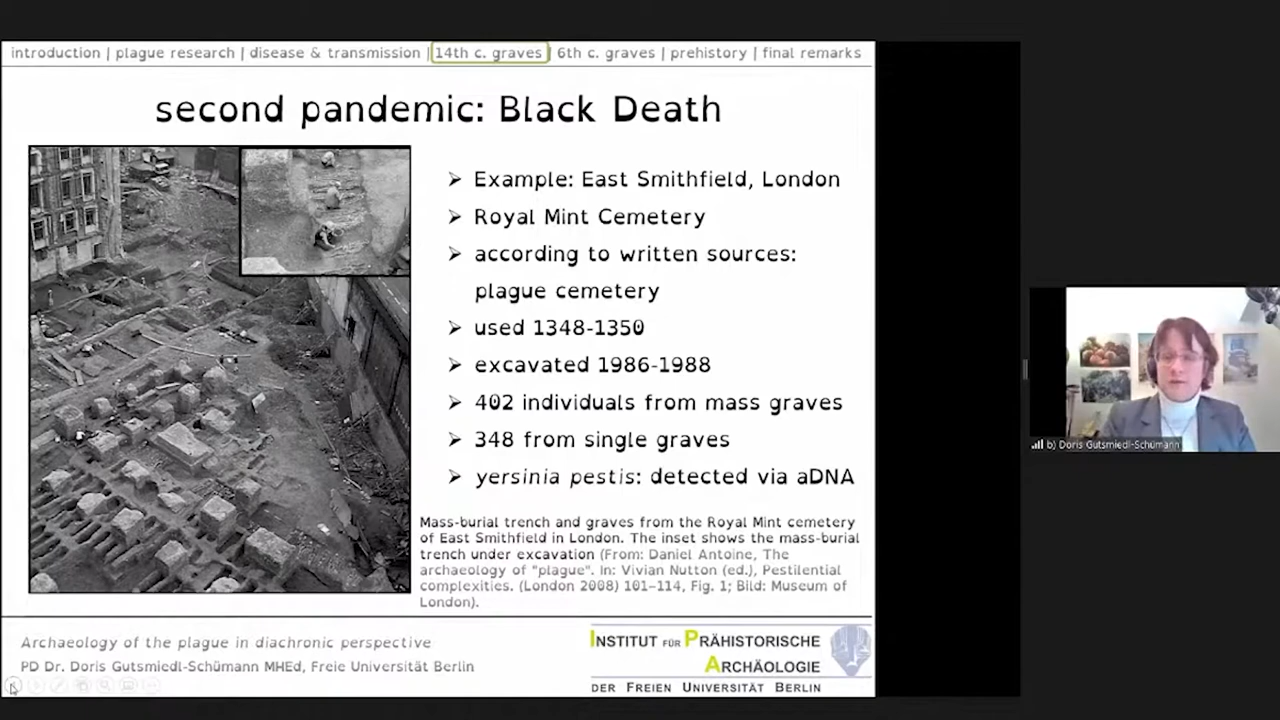 introduction | plague research | disease & transmission | 14th c. graves | 6th c. graves | prehistory | final remarks
second pandemic: Black Death
➢ Example: East Smithfield, London
➢ Royal Mint Cemetery
➢ according to written sources:
plague cemetery
➢ used 1348-1350
➢ excavated 1986-1988
➢ 402 individuals from mass graves
➢ 348 from single graves
➢ yersinia pestis: detected via aDNA
Mass-burial trench and graves from the Royal Mint cemetery
of East Smithfield in London. The inset shows the mass-burial
trench under excavation (From: Daniel Antoine, The
archaeology of "plague". In: Vivian Nutton (ed.), Pestilential
complexities. (London 2008) 101–114, Fig. 1; Bild: Museum of
London).
Archaeology of the plague in diachronic perspective
PD Dr. Doris Gutsmiedl-Schümann MHEd, Freie Universität Berlin
INSTITUT FÜR PRÄHISTORISCHE
ARCHÄOLOGIE
DER FREIEN UNIVERSITÄT BERLIN
b) Doris Gutsmiedl-Schümann